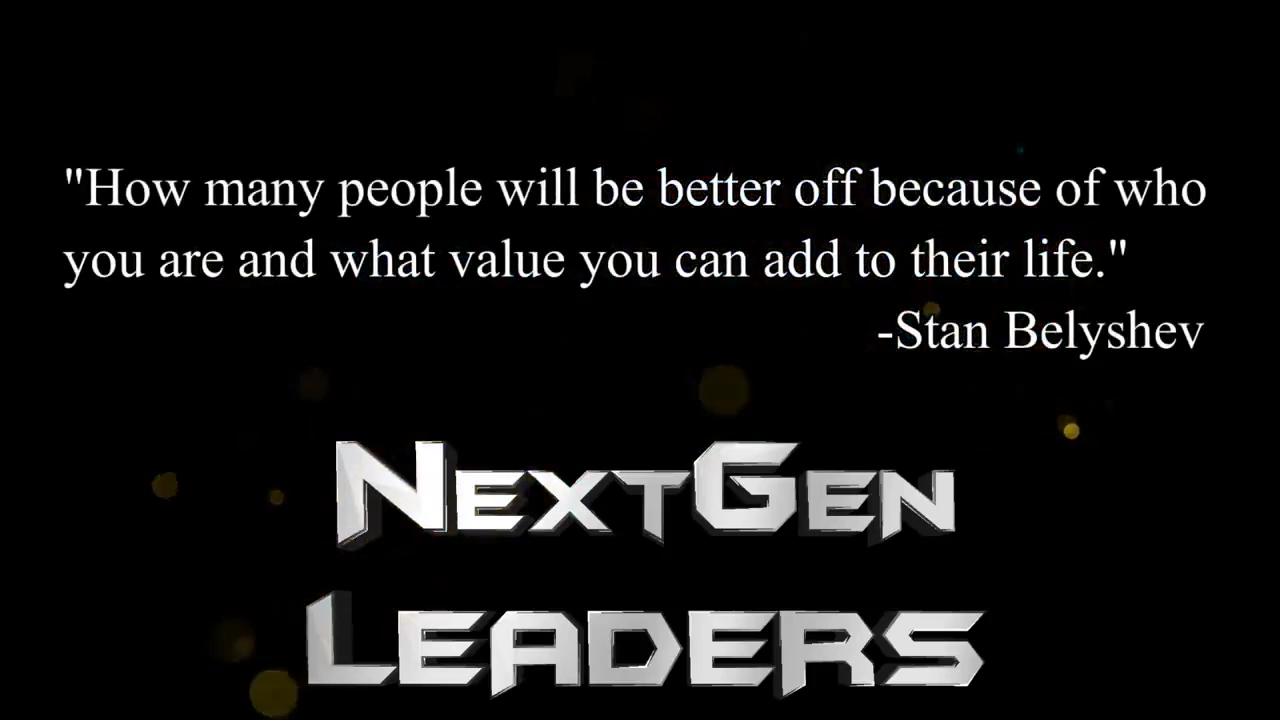 "How many people will be better off because of who
you are and what value you can add to their life."
-Stan Belyshev
NextGen
Leaders